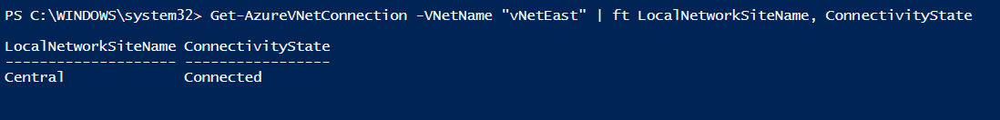 PS C:\WINDOWS\system32> Get-AzureVNetConnection -VNetName "vNetEast" | ft LocalNetworkSiteName, ConnectivityState
LocalNetworkSiteName ConnectivityState
-------------------- -----------------
Central              Connected